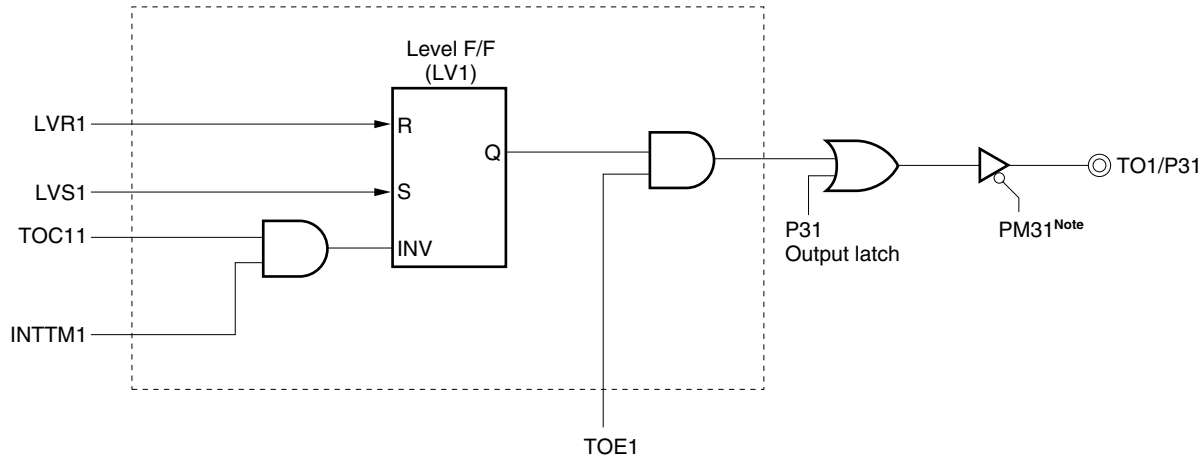 Level F/F
(LV1)
LVR1
R
Q
TO1/P31
LVS1
S
TOC11
P31
Output latch
PM31Note
INV
INTTM1
TOE1